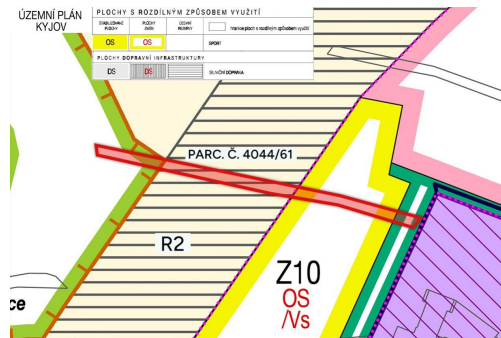 ÚZEMNÍ PLÁN
KYJOV
PLOCHY S ROZDÍLNÝM ZPŮSOBEM VYUŽITÍ
STABILIZOVANÉ PLOCHY
PLOCHY ZMĚN
ÚZEMNÍ REZERVY
hranice ploch s rozdílným způsobem využití
OS
OS
SPORT
PLOCHY DOPRAVNÍ INFRASTRUKTURY
DS
DS
SILNIČNÍ DOPRAVA
PARC. Č. 4044/61
R2
Z10
OS
/Vs
ce